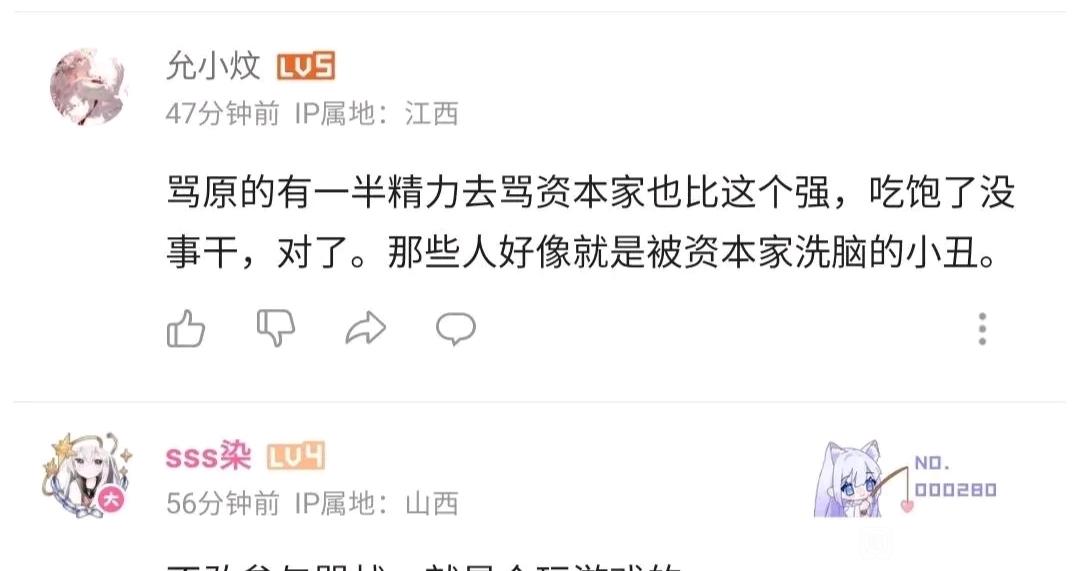 允小炆 LV5
47分钟前 IP属地：江西
骂原的有一半精力去骂资本家也比这个强，吃饱了没
事干，对了。那些人好像就是被资本家洗脑的小丑。
sss染 LV4
大
56分钟前 IP属地：山西
NO.
000280